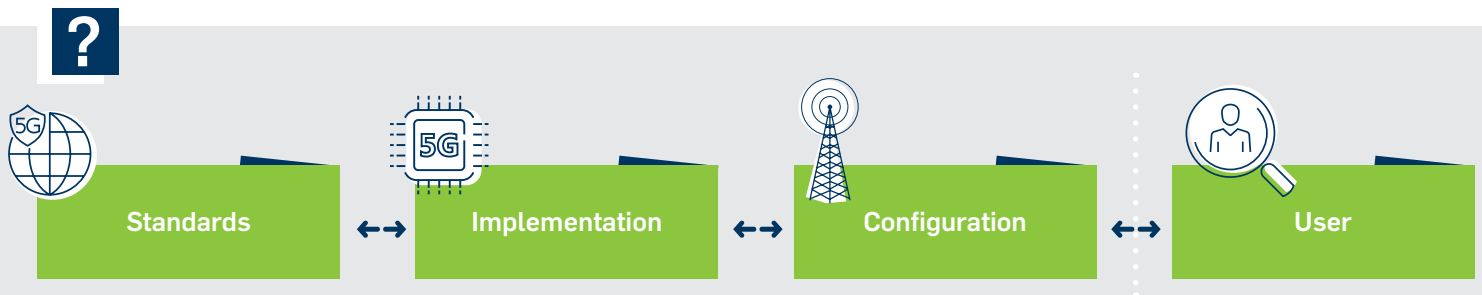 ?
5G
5G
Standards
Implementation
Configuration
User